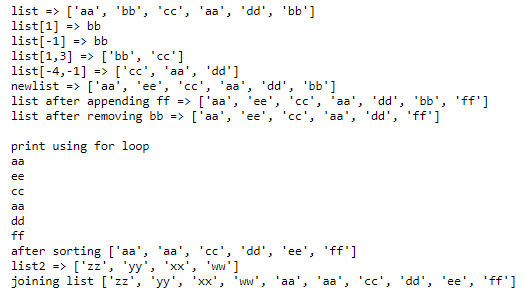 list => ['aa', 'bb', 'cc', 'aa', 'dd', 'bb']
list[1] => bb
list[-1] => bb
list[1,3] => ['bb', 'cc']
list[-4,-1] => ['cc', 'aa', 'dd']
newlist => ['aa', 'ee', 'cc', 'aa', 'dd', 'bb']
list after appending ff => ['aa', 'ee', 'cc', 'aa', 'dd', 'bb', 'ff']
list after removing bb => ['aa', 'ee', 'cc', 'aa', 'dd', 'ff']
print using for loop
aa
ee
cc
aa
dd
ff
after sorting ['aa', 'aa', 'cc', 'dd', 'ee', 'ff']
list2 => ['zz', 'yy', 'xx', 'ww']
joining list ['zz', 'yy', 'xx', 'ww', 'aa', 'aa', 'cc', 'dd', 'ee', 'ff']